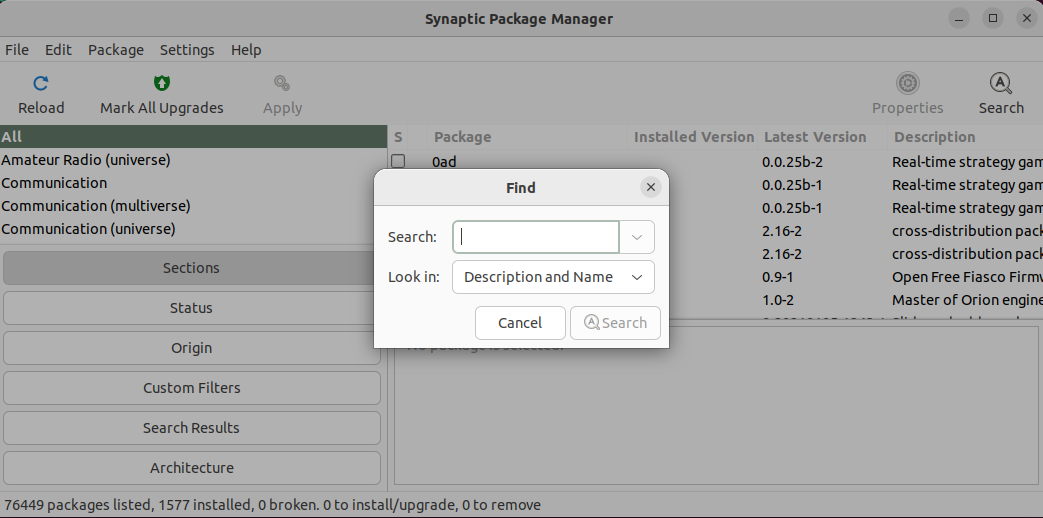 Synaptic Package Manager
File Edit Package Settings Help
Reload Mark All Upgrades Apply Properties Search
All
Amateur Radio (universe)
Communication
Communication (multiverse)
Communication (universe)
Sections
Status
Origin
Custom Filters
Search Results
Architecture
S Package Installed Version Latest Version Description
0ad 0.0.25b-2 Real-time strategy gam
0.0.25b-1 Real-time strategy gam
0.0.25b-1 Real-time strategy gam
2.16-2 cross-distribution pack
2.16-2 cross-distribution pack
0.9-1 Open Free Fiasco Firmw
1.0-2 Master of Orion engine
Find
Search:
Look in: Description and Name
Cancel Search
No package is selected.
76449 packages listed, 1577 installed, 0 broken. 0 to install/upgrade, 0 to remove